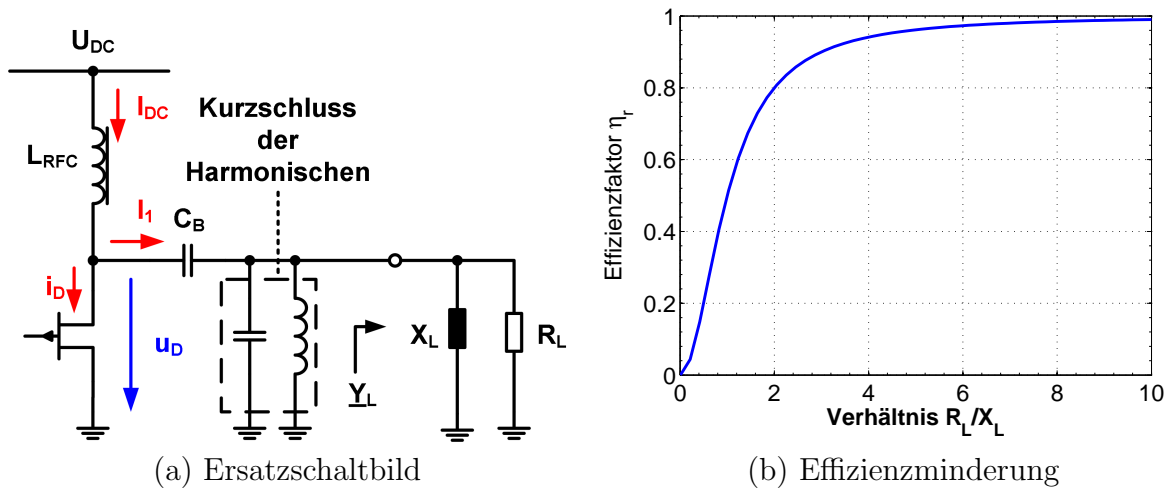 U_DC
I_DC
Kurzschluss
der
Harmonischen
L_RFC
I_1
C_B
i_D
u_D
X_L
R_L
Y_L
(a) Ersatzschaltbild
1
0.8
0.6
0.4
0.2
0
Effizienzfaktor η_r
0
2
4
6
8
10
Verhältnis R_L/X_L
(b) Effizienzminderung